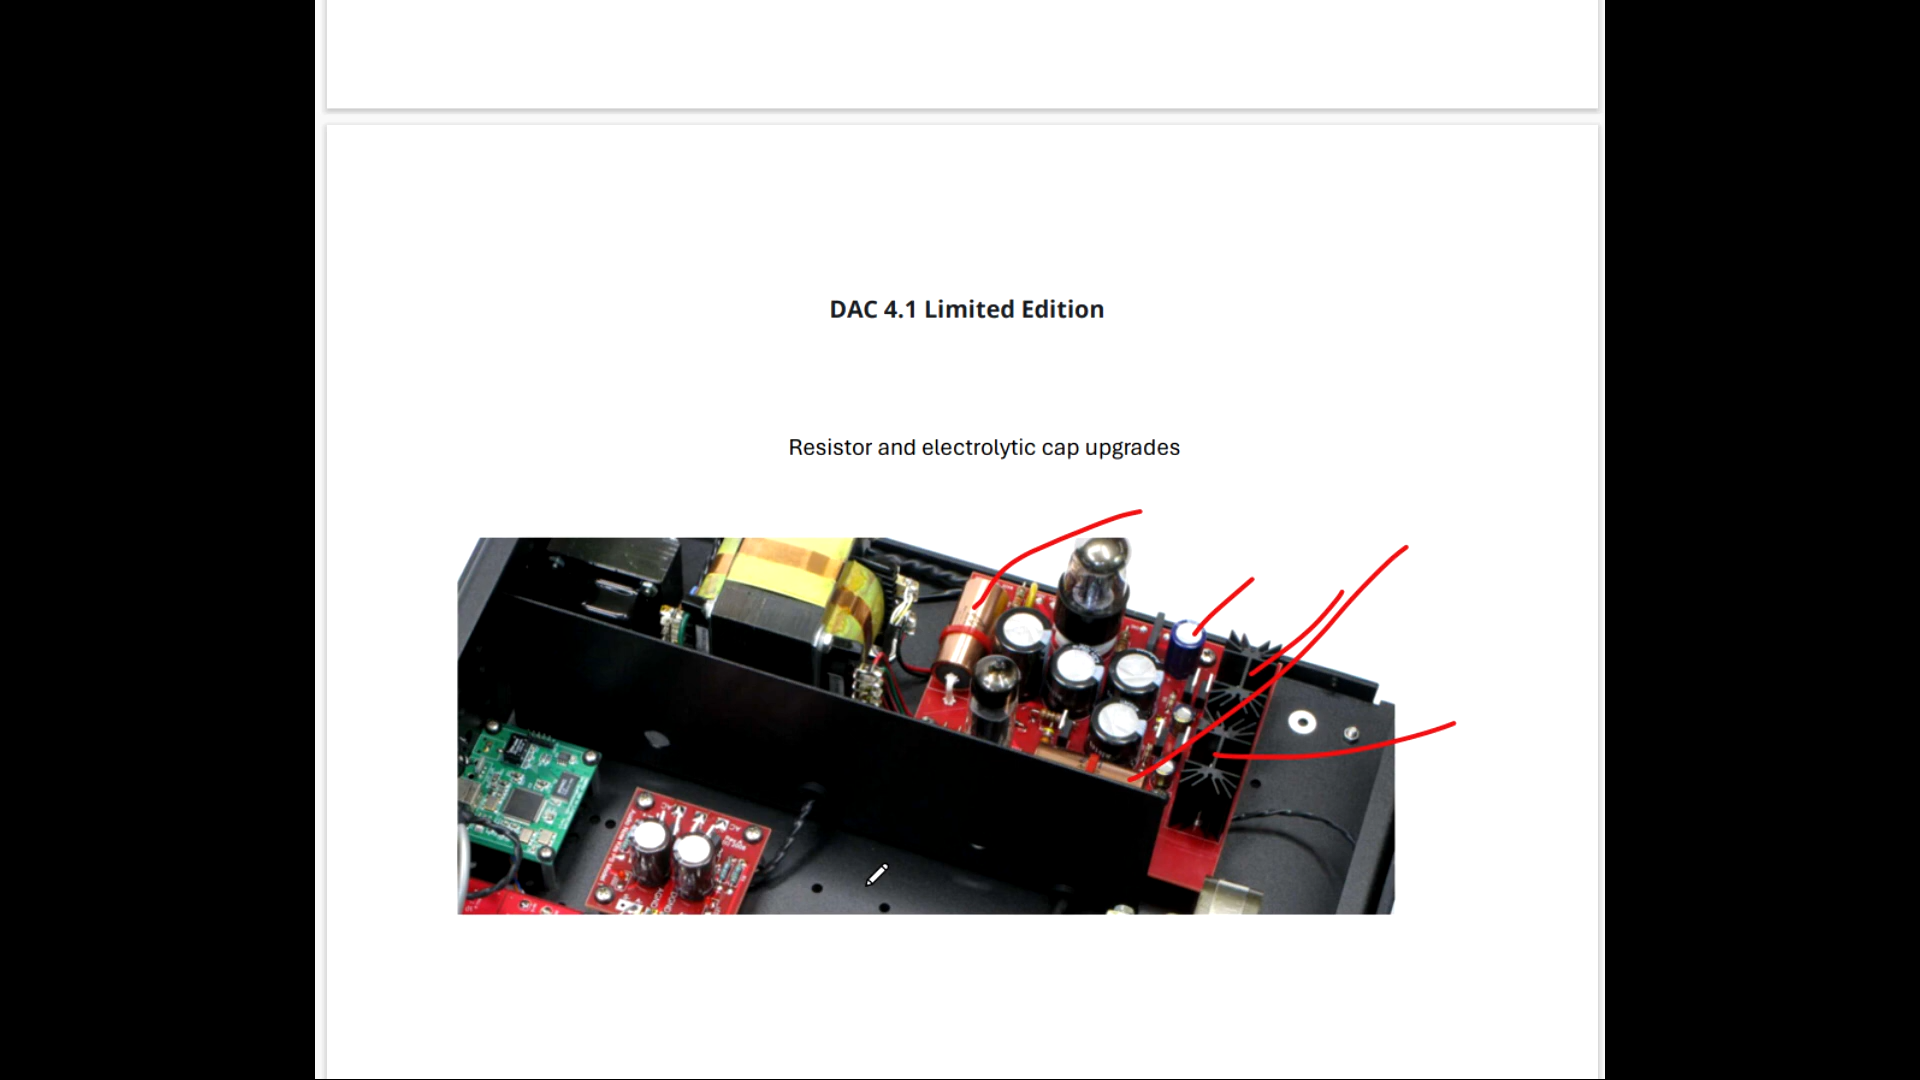 DAC 4.1 Limited Edition
Resistor and electrolytic cap upgrades